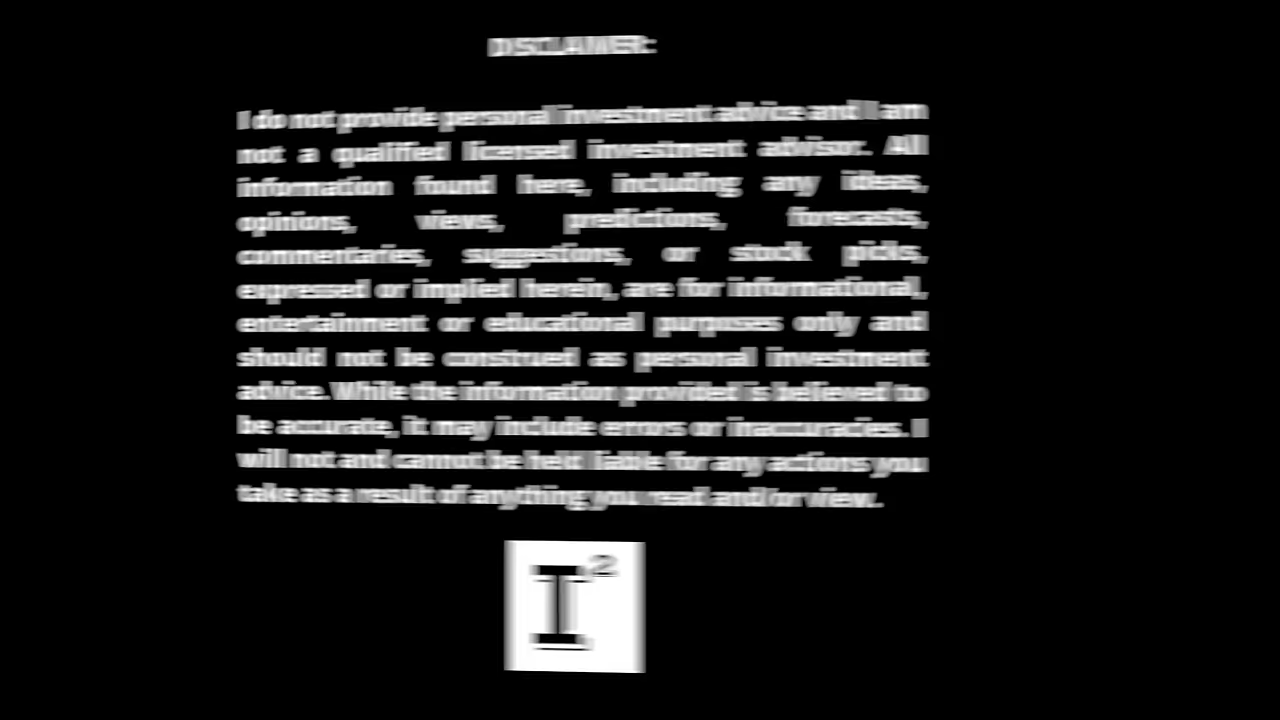 DISCLAIMER:
I do not provide personal investment advice and I am
not a qualified licensed investment advisor. All
information found here, including any ideas,
opinions, views, predictions, forecasts,
commentaries, suggestions, or stock picks,
expressed or implied herein, are for informational,
entertainment or educational purposes only and
should not be construed as personal investment
advice. While the information provided is believed to
be accurate, it may include errors or inaccuracies. I
will not and cannot be held liable for any actions you
take as a result of anything you read and/or view.
I²